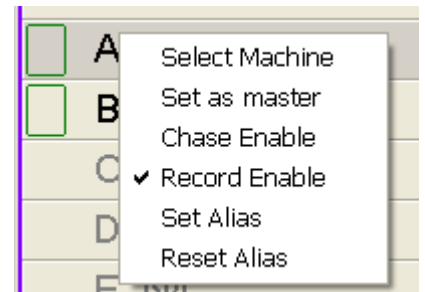 A
Select Machine
Set as master
B
Chase Enable
C
Record Enable
D
Set Alias
Reset Alias